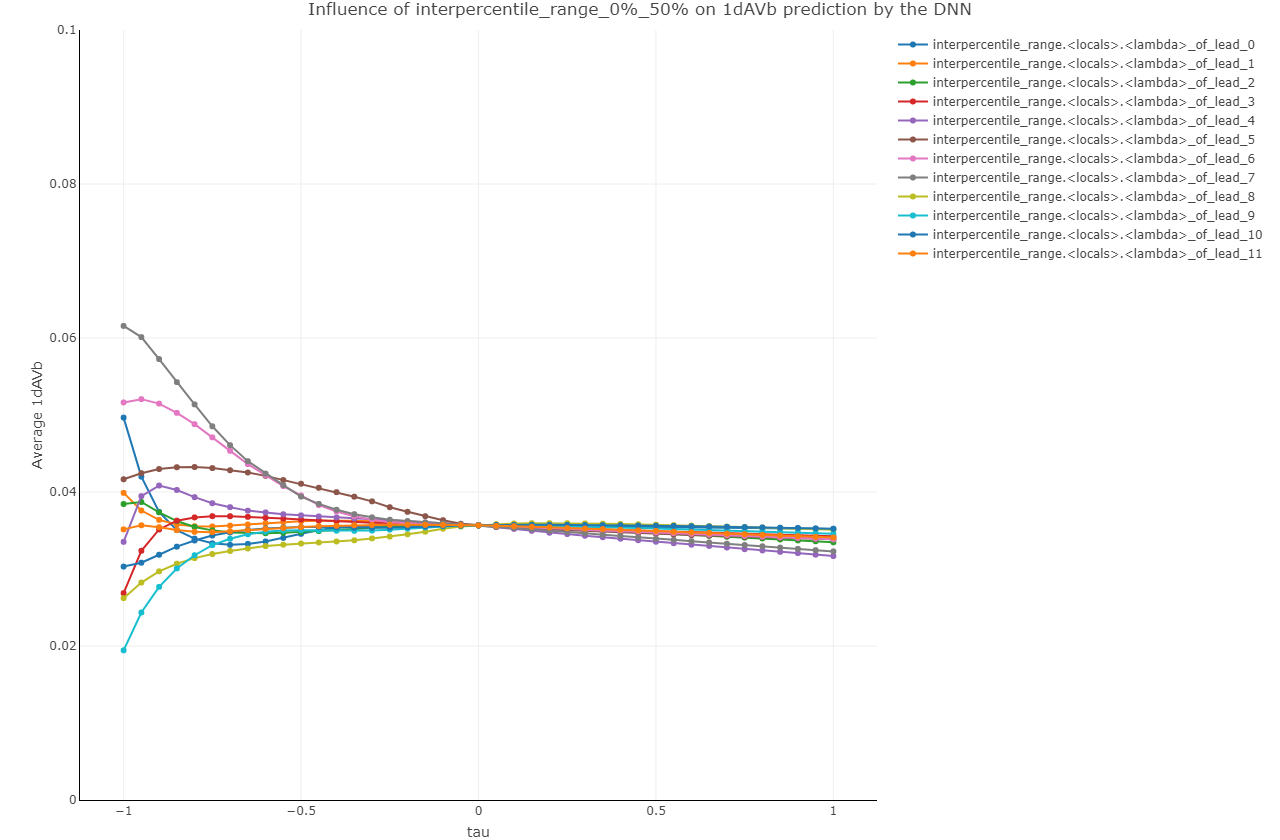 Influence of interpercentile_range_0%_50% on 1dAVb prediction by the DNN
0.1
0.08
0.06
0.04
0.02
0
Average 1dAVb
−1
−0.5
0
0.5
1
tau
interpercentile_range.<locals>.<lambda>_of_lead_0
interpercentile_range.<locals>.<lambda>_of_lead_1
interpercentile_range.<locals>.<lambda>_of_lead_2
interpercentile_range.<locals>.<lambda>_of_lead_3
interpercentile_range.<locals>.<lambda>_of_lead_4
interpercentile_range.<locals>.<lambda>_of_lead_5
interpercentile_range.<locals>.<lambda>_of_lead_6
interpercentile_range.<locals>.<lambda>_of_lead_7
interpercentile_range.<locals>.<lambda>_of_lead_8
interpercentile_range.<locals>.<lambda>_of_lead_9
interpercentile_range.<locals>.<lambda>_of_lead_10
interpercentile_range.<locals>.<lambda>_of_lead_11